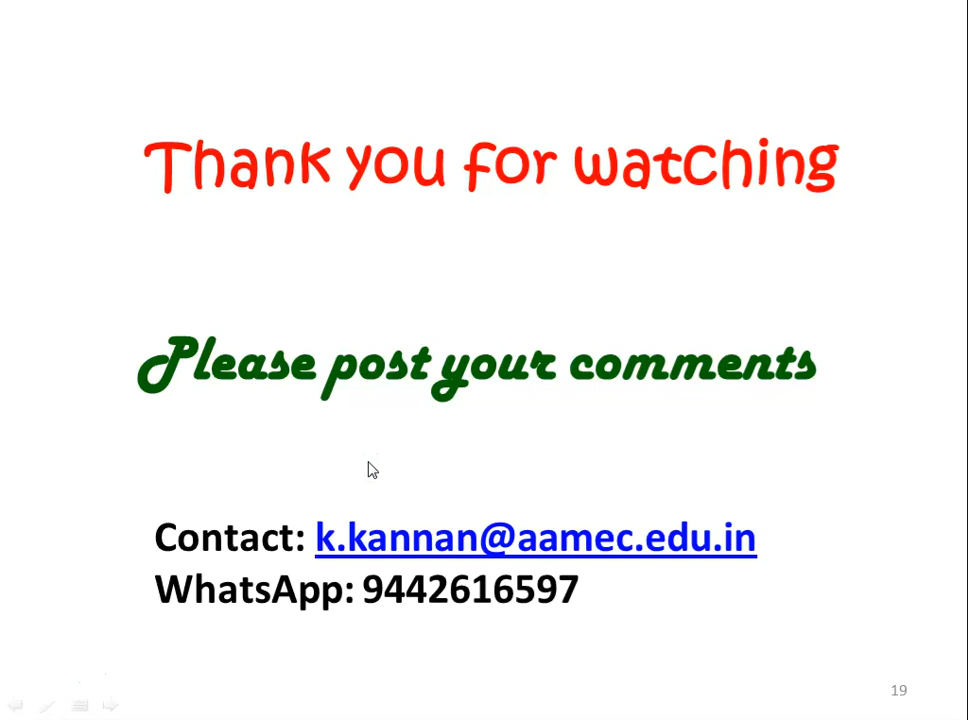 Thank you for watching
Please post your comments
Contact: k.kannan@aamec.edu.in
WhatsApp: 9442616597
19